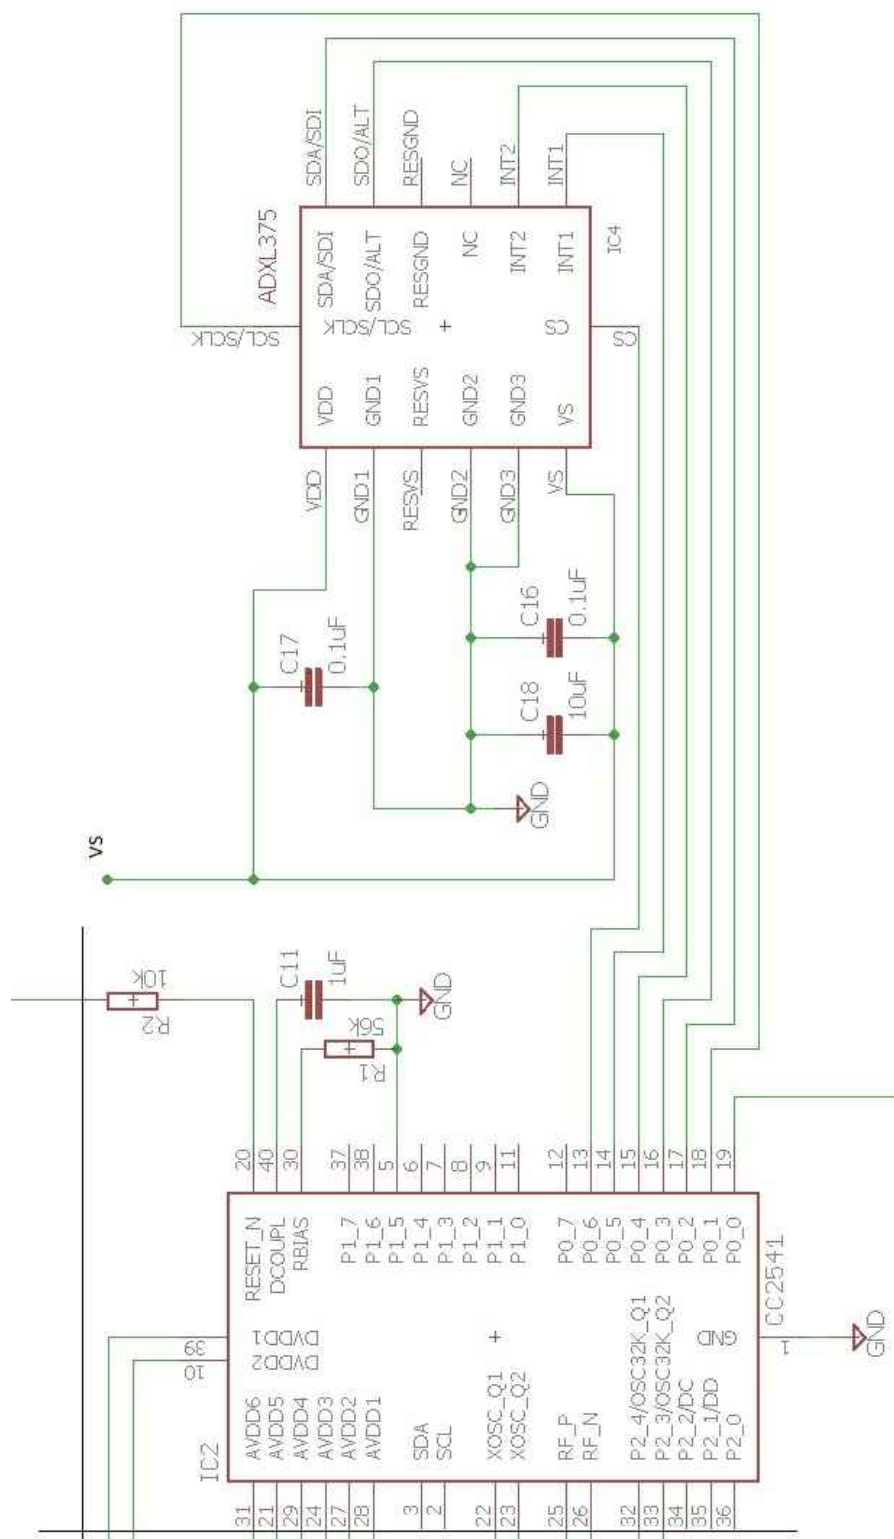 SDA/SDI
SDO/ALT
RESGND
NC
INT2
INT1
ADXL375
IC4
SDA/SDI
SDO/ALT
RESGND
NC
INT2
INT1
SCL/SCLK
SCL/SCLK
CS
CS
VDD
GND1
RESVS
GND2
GND3
VS
VDD
GND1
RESVS
GND2
GND3
VS
C17
0.1uF
C16
0.1uF
C18
10uF
GND
VS
10k
R2
C11
1uF
GND
56k
R1
20
40
30
37
38
5
6
7
8
9
11
12
13
14
15
16
17
18
19
RESET_N
DCOUPL
RBIAS
P1_7
P1_6
P1_5
P1_4
P1_3
P1_2
P1_1
P1_0
P0_7
P0_6
P0_5
P0_4
P0_3
P0_2
P0_1
P0_0
CC2541
39
DVDD1
10
DVDD2
GND
1
GND
IC2
AVDD6
AVDD5
AVDD4
AVDD3
AVDD2
AVDD1
SDA
SCL
XOSC_Q1
XOSC_Q2
RF_P
RF_N
P2_4/OSC32K_Q1
P2_3/OSC32K_Q2
P2_2/DC
P2_1/DD
P2_0
31
21
29
24
27
28
3
2
22
23
25
26
32
33
34
35
36